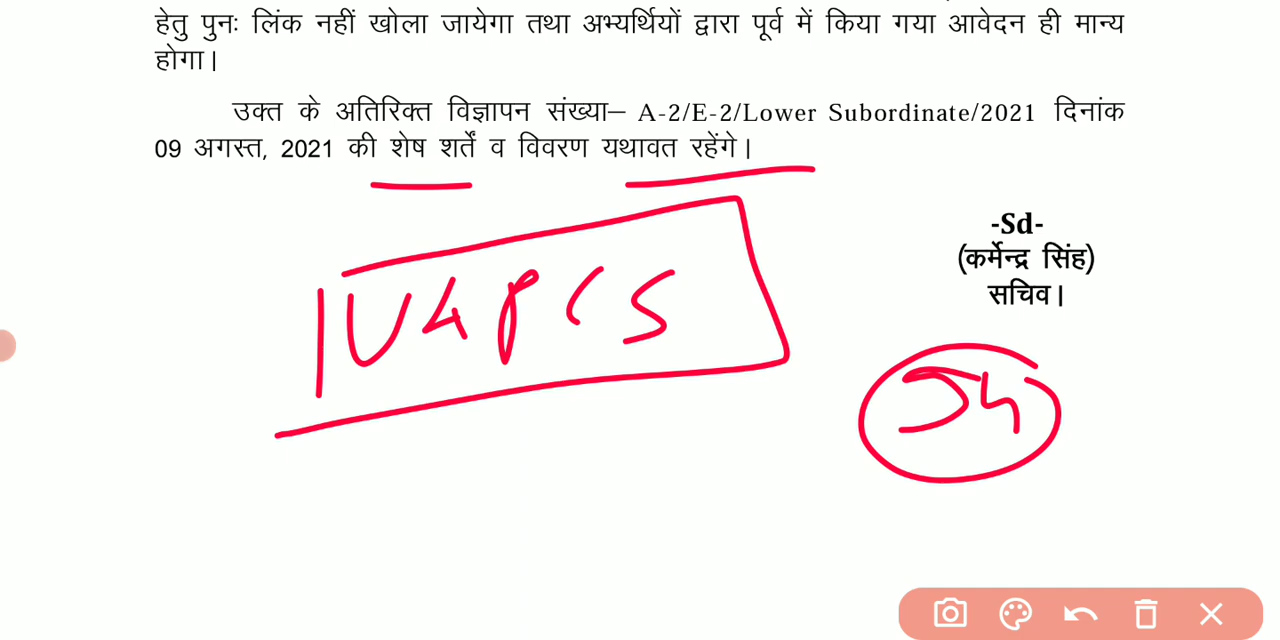 हेतु पुनः लिंक नहीं खोला जायेगा तथा अभ्यर्थियों द्वारा पूर्व में किया गया आवेदन ही मान्य
होगा।
उक्त के अतिरिक्त विज्ञापन संख्या– A-2/E-2/Lower Subordinate/2021 दिनांक
09 अगस्त, 2021 की शेष शर्तें व विवरण यथावत रहेंगे।
-Sd-
(कर्मेन्द्र सिंह)
सचिव।
UKPCS